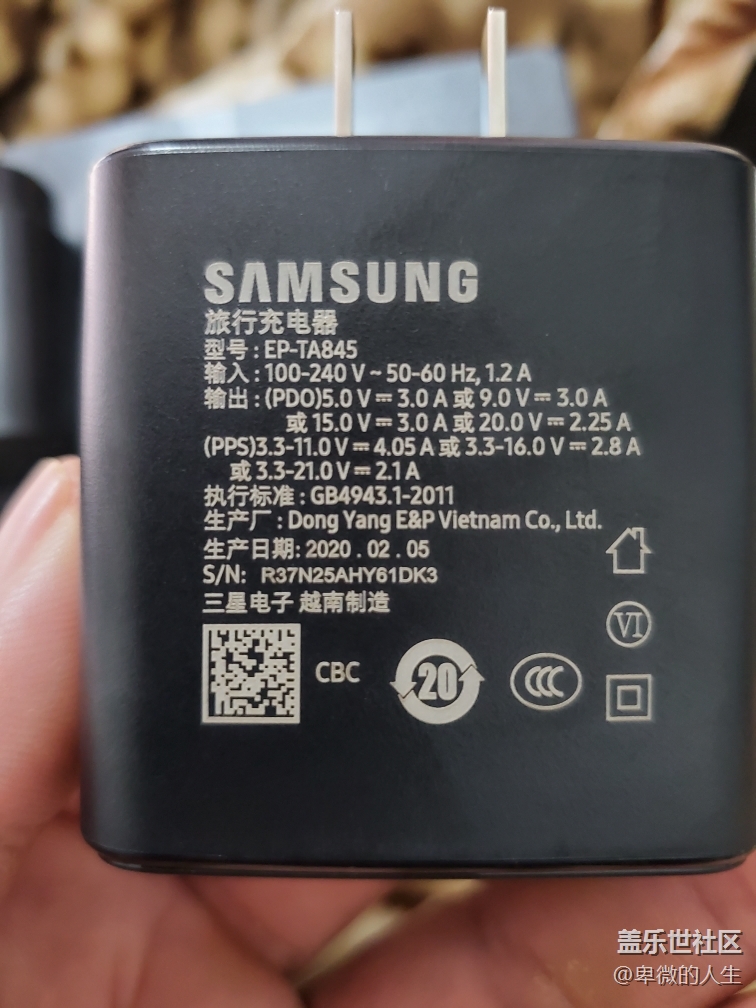 SAMSUNG
旅行充电器
型号 : EP-TA845
输入 : 100-240 V ~ 50-60 Hz, 1.2 A
输出 : (PDO)5.0 V ⎓ 3.0 A 或 9.0 V ⎓ 3.0 A
或 15.0 V ⎓ 3.0 A 或 20.0 V ⎓ 2.25 A
(PPS)3.3-11.0 V ⎓ 4.05 A 或 3.3-16.0 V ⎓ 2.8 A
或 3.3-21.0 V ⎓ 2.1 A
执行标准 : GB4943.1-2011
生产厂 : Dong Yang E&P Vietnam Co., Ltd.
生产日期: 2020 . 02 . 05
S/N: R37N25AHY61DK3
三星电子 越南制造
VI
CBC
20
CCC
盖乐世社区
@卑微的人生